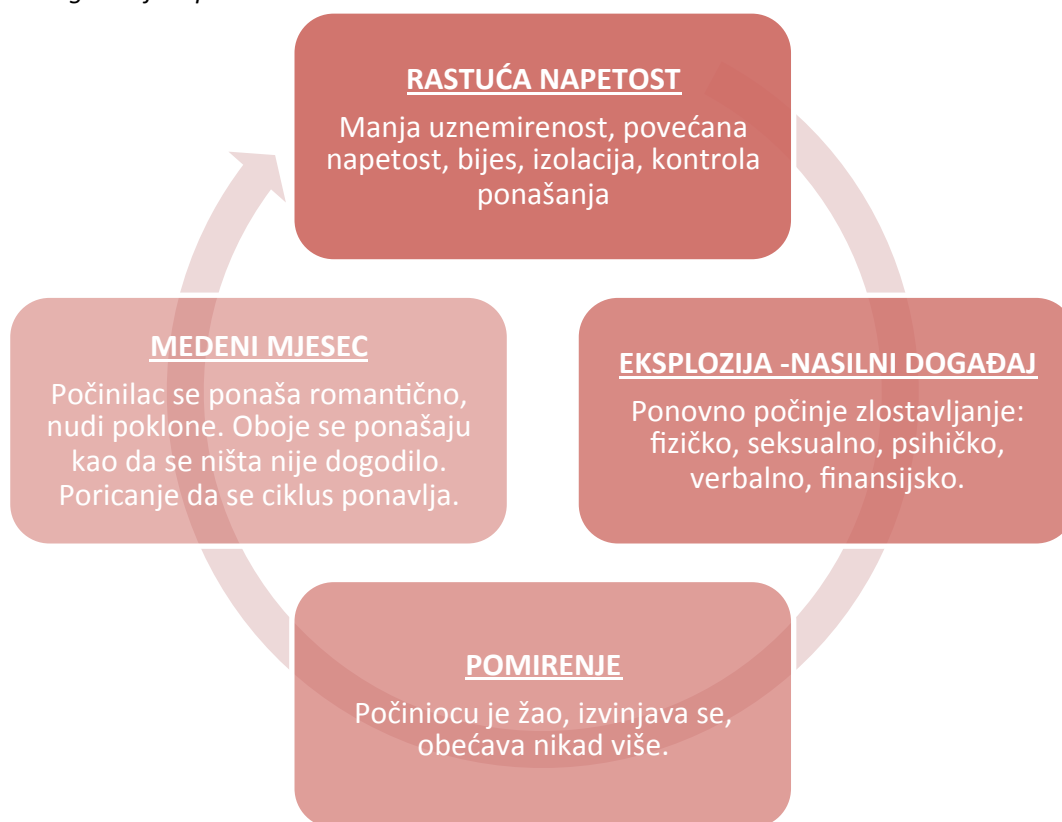 RASTUĆA NAPETOST
Manja uznemirenost, povećana
napetost, bijes, izolacija, kontrola
ponašanja
EKSPLOZIJA -NASILNI DOGAĐAJ
Ponovno počinje zlostavljanje:
fizičko, seksualno, psihičko,
verbalno, finansijsko.
POMIRENJE
Počiniocu je žao, izvinjava se,
obećava nikad više.
MEDENI MJESEC
Počinilac se ponaša romantično,
nudi poklone. Oboje se ponašaju
kao da se ništa nije dogodilo.
Poricanje da se ciklus ponavlja.